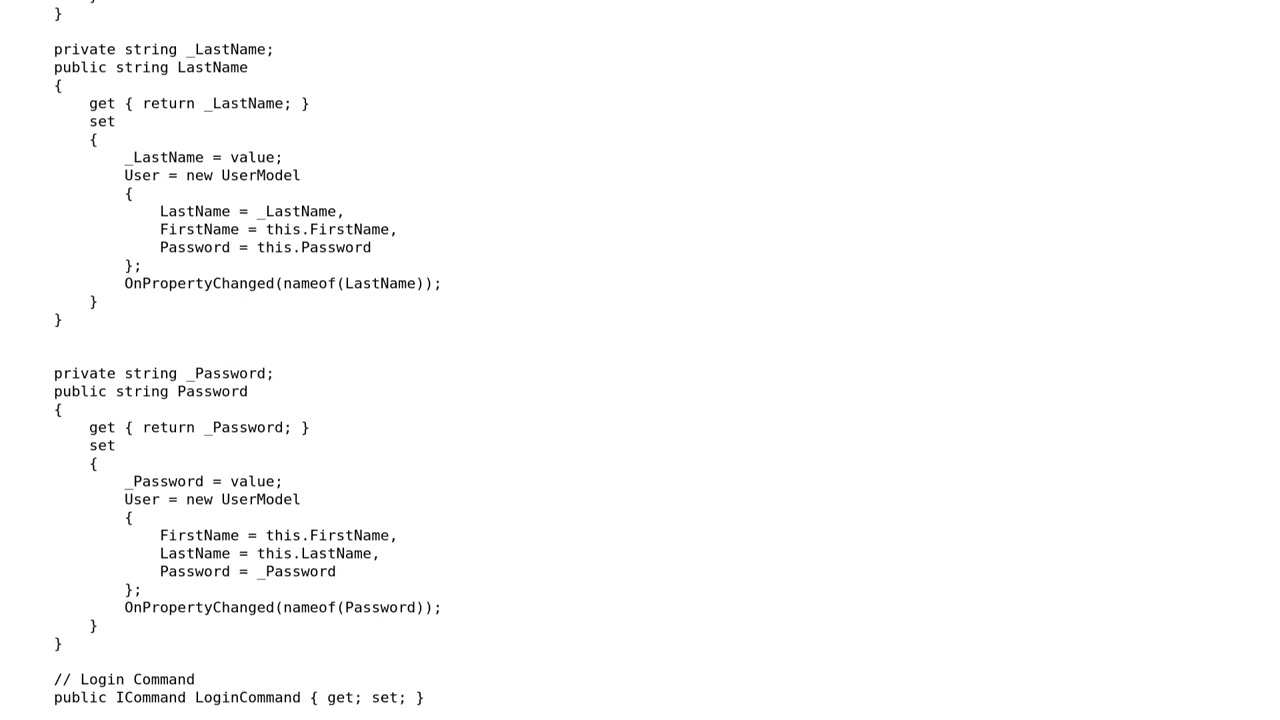 }
private string _LastName;
public string LastName
{
get { return _LastName; }
set
{
_LastName = value;
User = new UserModel
{
LastName = _LastName,
FirstName = this.FirstName,
Password = this.Password
};
OnPropertyChanged(nameof(LastName));
}
}
private string _Password;
public string Password
{
get { return _Password; }
set
{
_Password = value;
User = new UserModel
{
FirstName = this.FirstName,
LastName = this.LastName,
Password = _Password
};
OnPropertyChanged(nameof(Password));
}
}
// Login Command
public ICommand LoginCommand { get; set; }